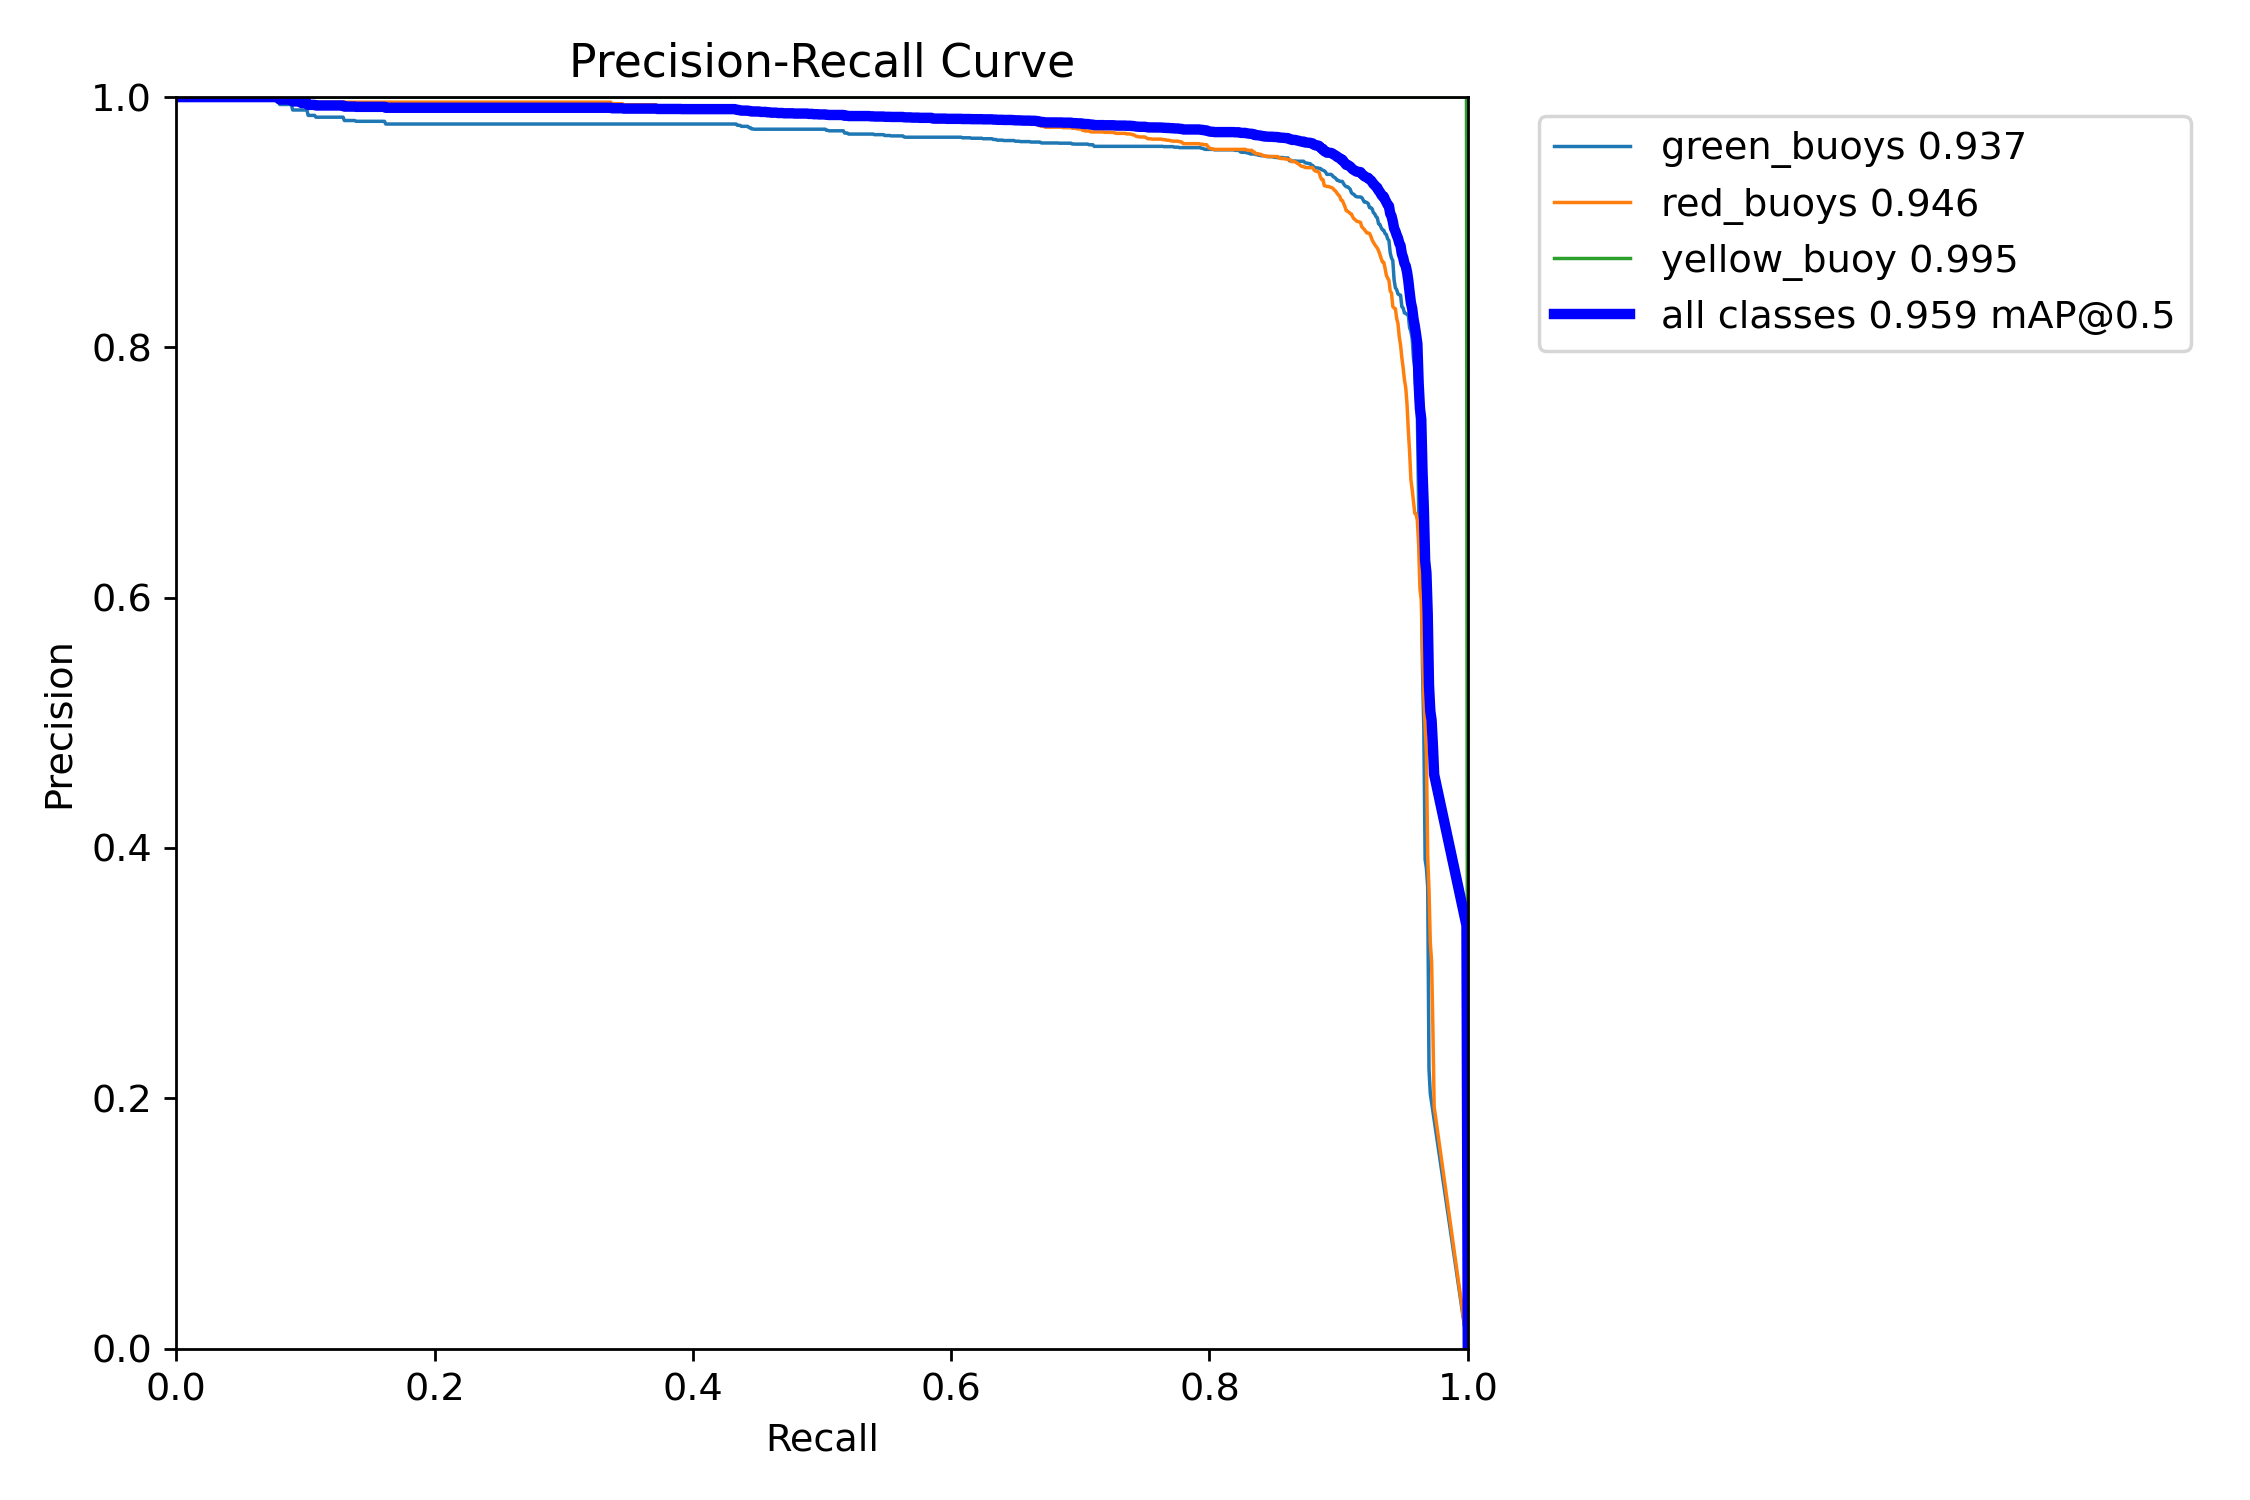 Precision-Recall Curve
1.0
0.8
0.6
0.4
0.2
0.0
Precision
0.0 0.2 0.4 0.6 0.8 1.0
Recall
green_buoys 0.937
red_buoys 0.946
yellow_buoy 0.995
all classes 0.959 mAP@0.5